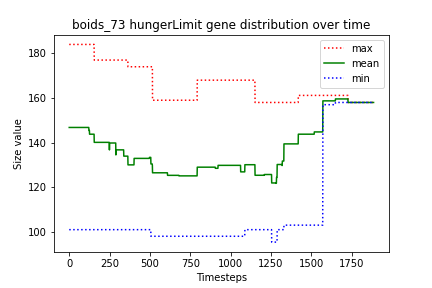 boids_73 hungerLimit gene distribution over time
max
mean
min
Size value
180
160
140
120
100
0
250
500
750
1000
1250
1500
1750
Timesteps